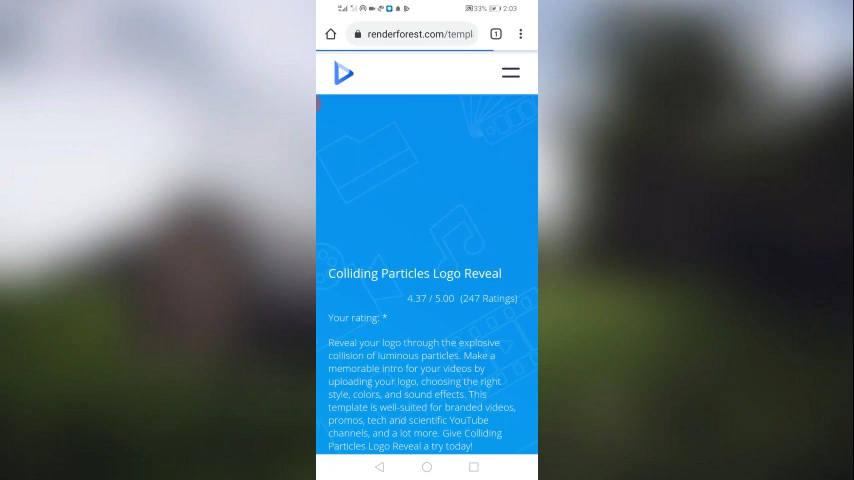 33% 2:03
renderforest.com/templ
1
Colliding Particles Logo Reveal
4.37 / 5.00 (247 Ratings)
Your rating: *
Reveal your logo through the explosive
collision of luminous particles. Make a
memorable intro for your videos by
uploading your logo, choosing the right
style, colors, and sound effects. This
template is well-suited for branded videos,
promos, tech and scientific YouTube
channels, and a lot more. Give Colliding
Particles Logo Reveal a try today!